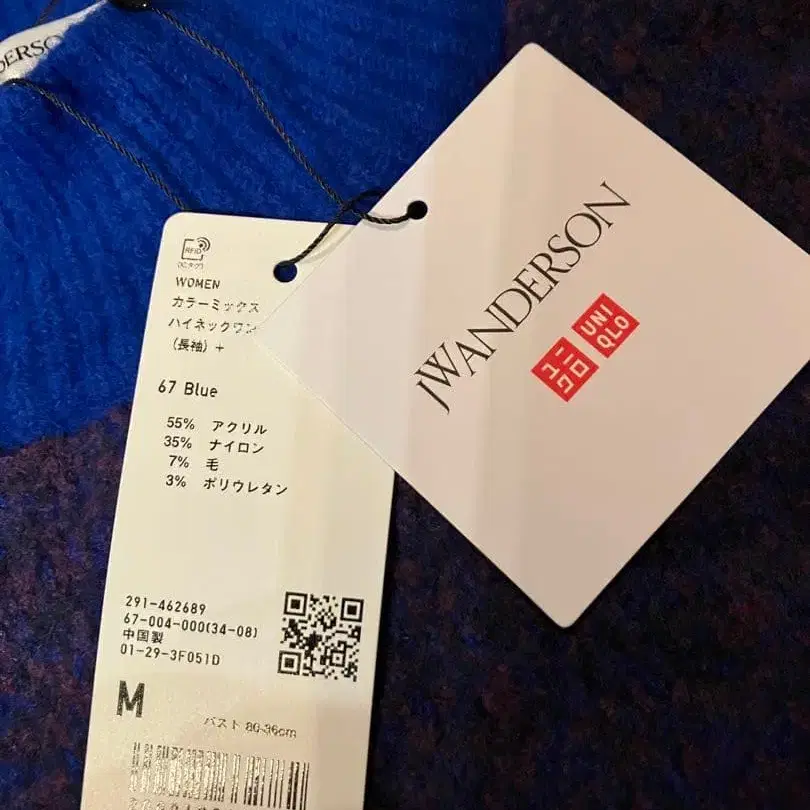 DERSO
RFID
WOMEN
カラーミックス
ハイネックワン
(長袖) +
67 Blue
55% アクリル
35% ナイロン
7% 毛
3% ポリウレタン
291-462689
67-004-000(34-08)
中国製
01-29-3F051D
M
バスト 80-86cm
JWANDERSON
ユニクロ
UNIQLO